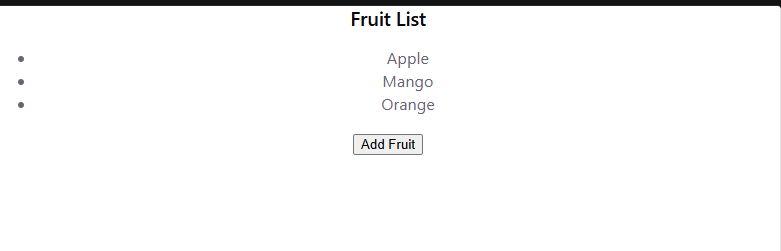 Fruit List
Apple
Mango
Orange
Add Fruit